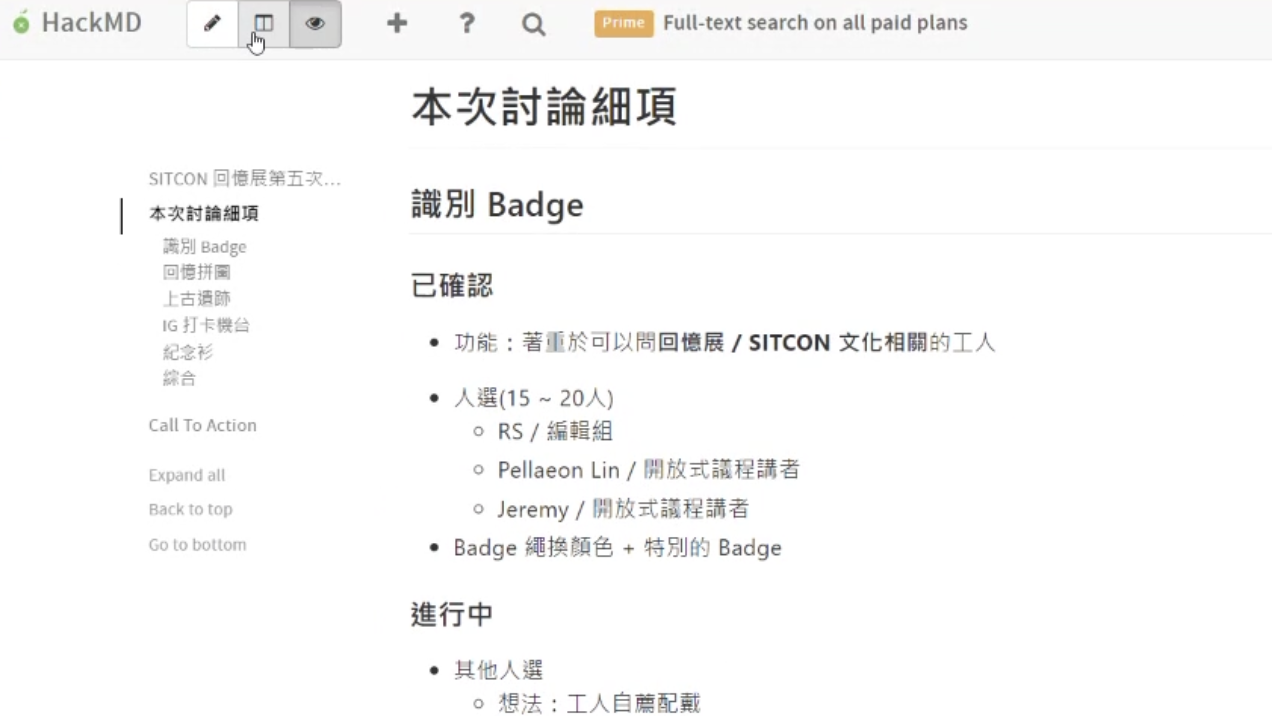 HackMD
Prime Full-text search on all paid plans
SITCON 回憶展第五次...
本次討論細項
識別 Badge
回憶拼圖
上古遺跡
IG 打卡機台
紀念衫
綜合
Call To Action
Expand all
Back to top
Go to bottom
本次討論細項
識別 Badge
已確認
功能：著重於可以問回憶展 / SITCON 文化相關的工人
人選(15 ~ 20人)
RS / 編輯組
Pellaeon Lin / 開放式議程講者
Jeremy / 開放式議程講者
Badge 繩換顏色 + 特別的 Badge
進行中
其他人選
想法：工人自薦配戴